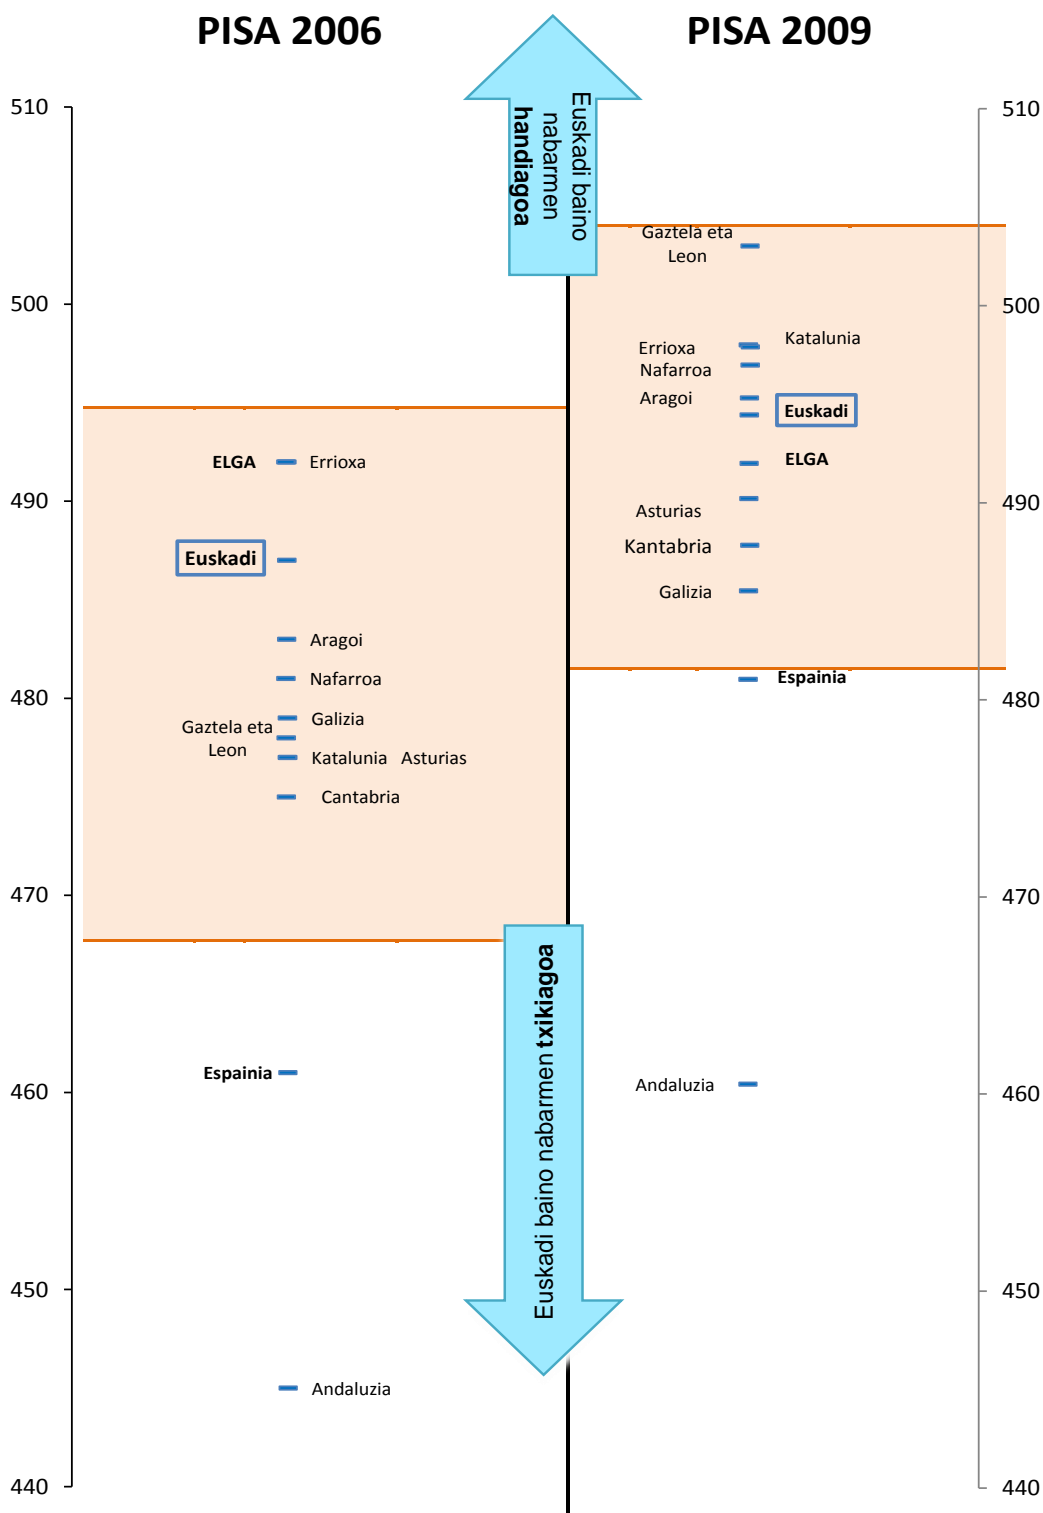 PISA 2006
PISA 2009
Euskadi baino
nabarmen
handiagoa
510
500
490
480
470
460
450
440
ELGA
Errioxa
Euskadi
Aragoi
Nafarroa
Galizia
Gaztela eta
Leon
Katalunia Asturias
Cantabria
Espainia
Andaluzia
Euskadi baino nabarmen txikiagoa
Gaztela eta
Leon
Katalunia
Errioxa
Nafarroa
Aragoi
Euskadi
ELGA
Asturias
Kantabria
Galizia
Espainia
Andaluzia
510
500
490
480
470
460
450
440